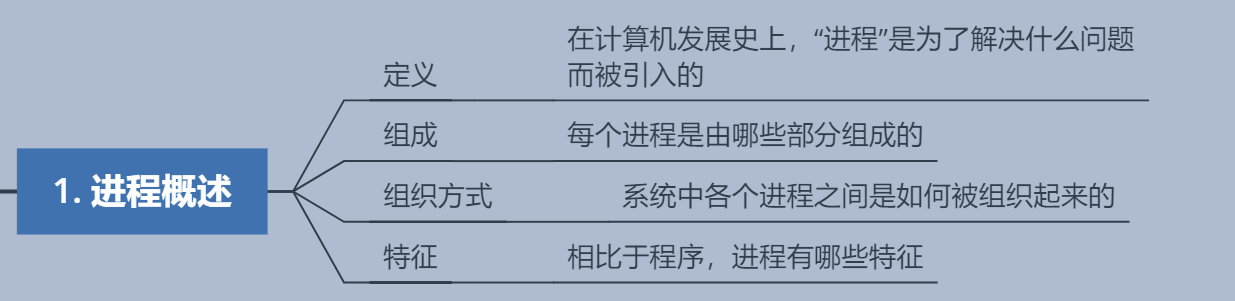 1. 进程概述
定义
在计算机发展史上，“进程”是为了解决什么问题
而被引入的
组成
每个进程是由哪些部分组成的
组织方式
系统中各个进程之间是如何被组织起来的
特征
相比于程序，进程有哪些特征